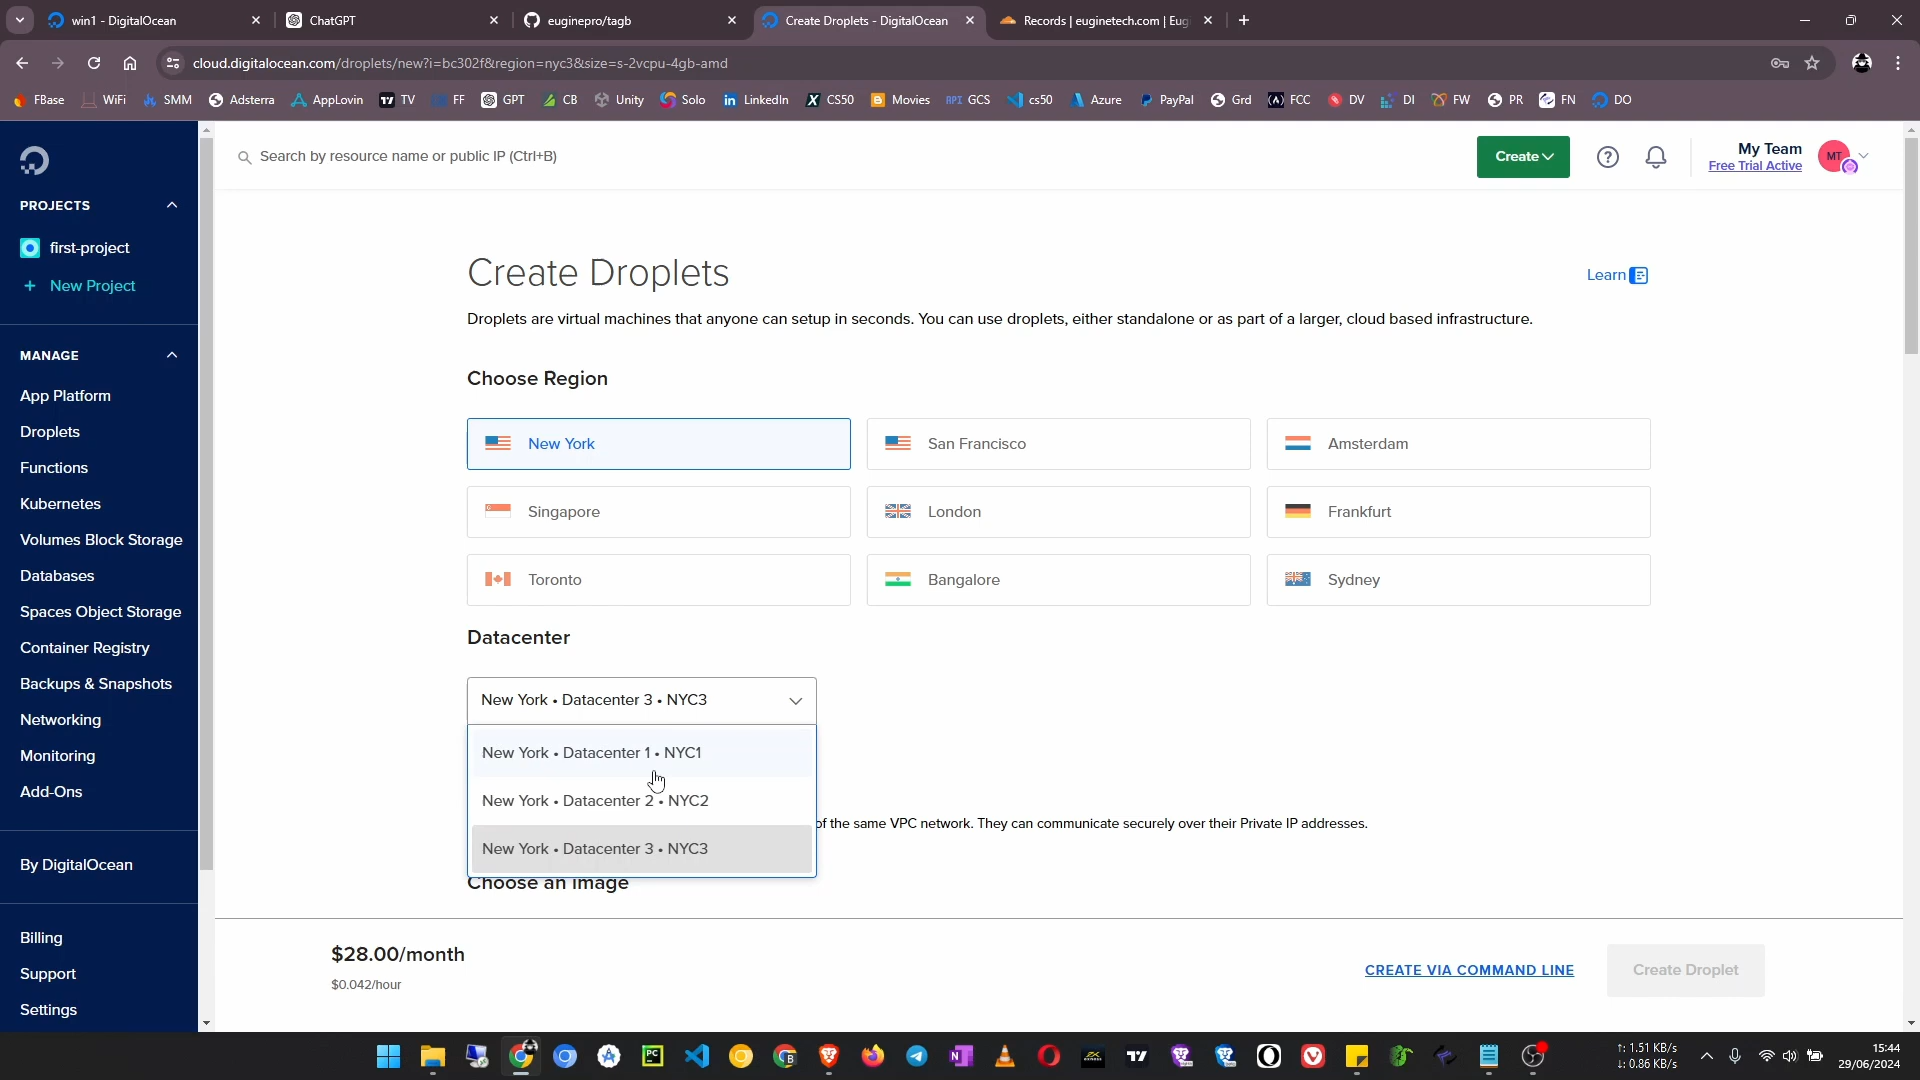 win1 - DigitalOcean
ChatGPT
euginepro/tagb
Create Droplets - DigitalOcean
Records | euginetech.com | Eug
cloud.digitalocean.com/droplets/new?i=bc302f&region=nyc3&size=s-2vcpu-4gb-amd
FBase WiFi SMM Adsterra AppLovin TV FF GPT CB Unity Solo LinkedIn CS50 Movies API GCS cs50 Azure PayPal Grd FCC DV DI FW PR FN DO
Search by resource name or public IP (Ctrl+B)
Create
My Team
Free Trial Active
MT
PROJECTS
first-project
+ New Project
MANAGE
App Platform
Droplets
Functions
Kubernetes
Volumes Block Storage
Databases
Spaces Object Storage
Container Registry
Backups & Snapshots
Networking
Monitoring
Add-Ons
By DigitalOcean
Billing
Support
Settings
Create Droplets
Learn
Droplets are virtual machines that anyone can setup in seconds. You can use droplets, either standalone or as part of a larger, cloud based infrastructure.
Choose Region
New York
San Francisco
Amsterdam
Singapore
London
Frankfurt
Toronto
Bangalore
Sydney
Datacenter
New York • Datacenter 3 • NYC3
New York • Datacenter 1 • NYC1
New York • Datacenter 2 • NYC2
New York • Datacenter 3 • NYC3
of the same VPC network. They can communicate securely over their Private IP addresses.
Choose an image
$28.00/month
$0.042/hour
CREATE VIA COMMAND LINE
Create Droplet
↑: 1.51 KB/s
↓: 0.86 KB/s
15:44
29/06/2024